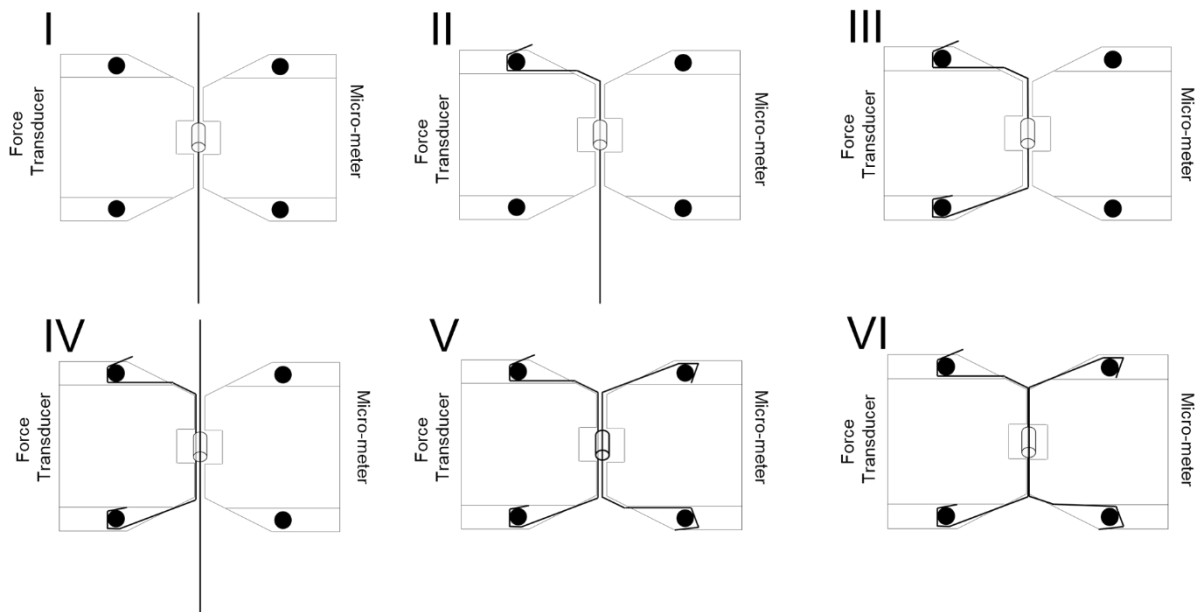 I
Force
Transducer
Micro-meter
II
Force
Transducer
Micro-meter
III
Force
Transducer
Micro-meter
IV
Force
Transducer
Micro-meter
V
Force
Transducer
Micro-meter
VI
Force
Transducer
Micro-meter